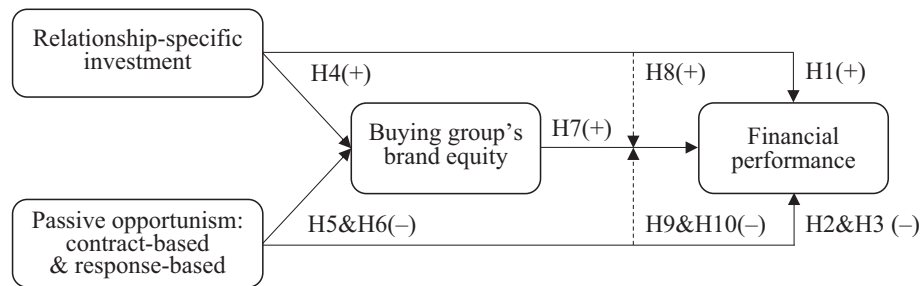 Relationship-specific
investment
H4(+)
H8(+)
H1(+)
Buying group’s
brand equity
H7(+)
Financial
performance
Passive opportunism:
contract-based
& response-based
H5&H6(–)
H9&H10(–)
H2&H3 (–)